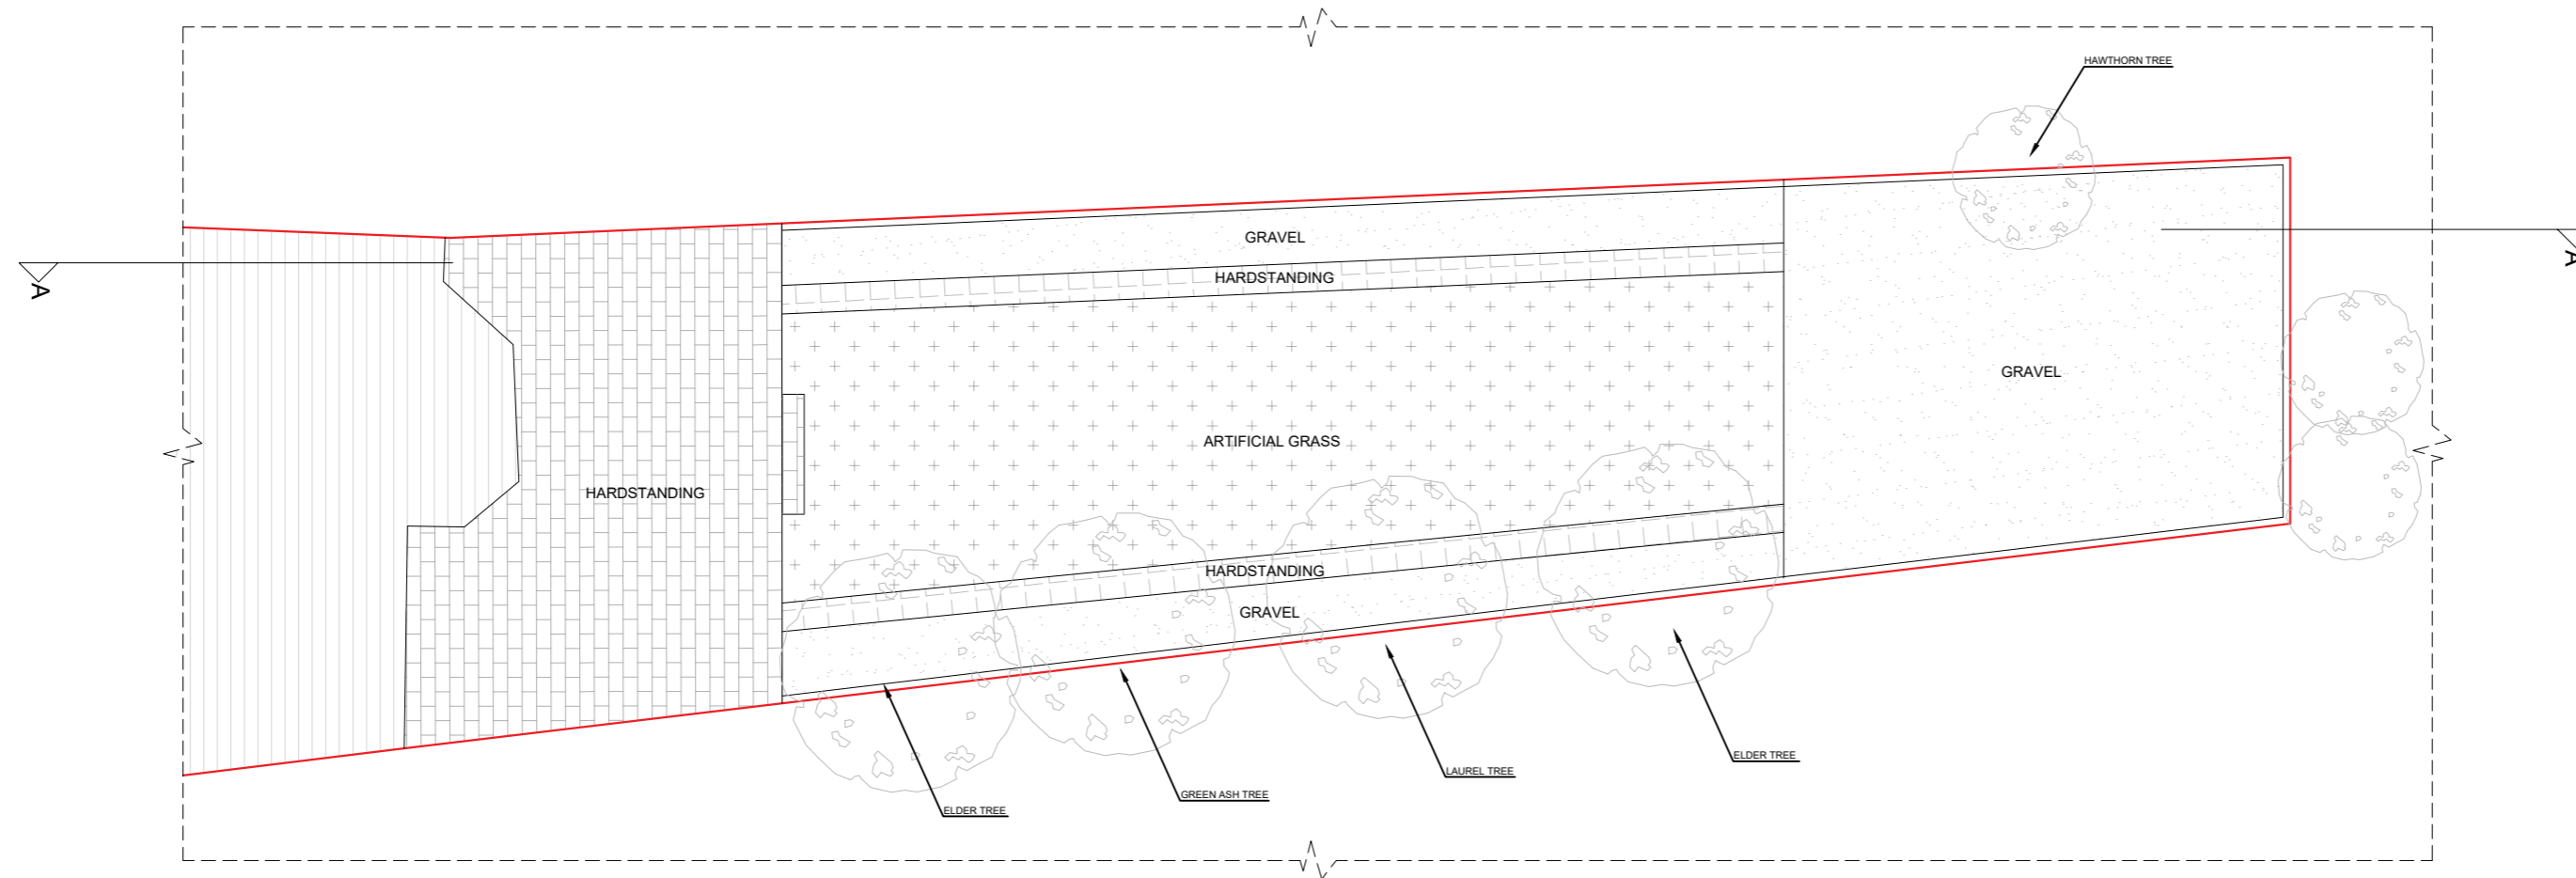 HAWTHORN TREE
GRAVEL
A
A
HARDSTANDING
GRAVEL
ARTIFICIAL GRASS
HARDSTANDING
HARDSTANDING
GRAVEL
ELDER TREE
LAUREL TREE
GREEN ASH TREE
ELDER TREE